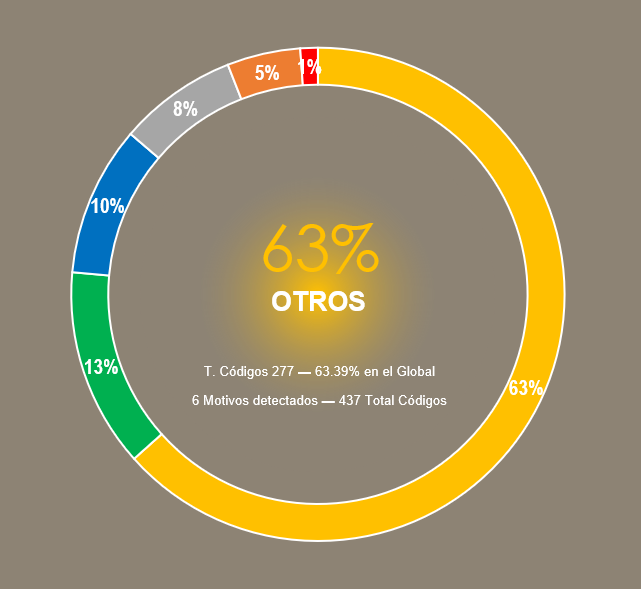 1%
5%
8%
10%
13%
63%
63%
OTROS
T. Códigos 277 — 63.39% en el Global
6 Motivos detectados — 437 Total Códigos